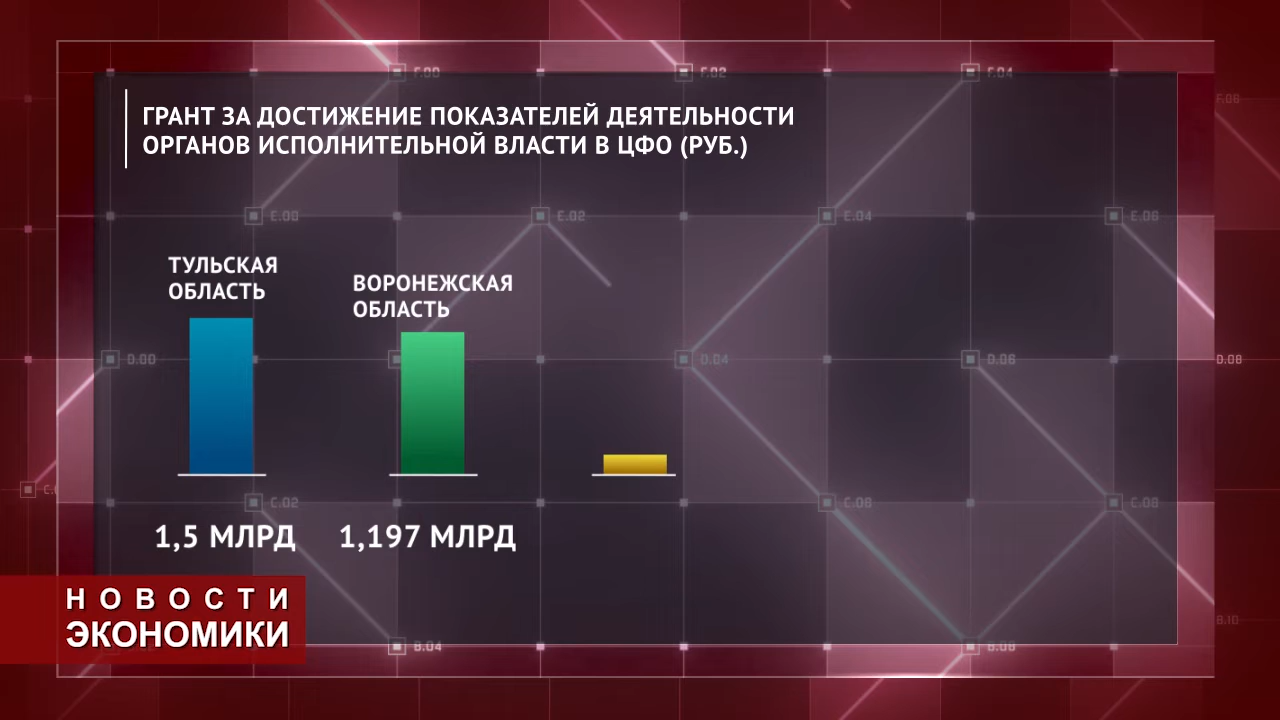 ГРАНТ ЗА ДОСТИЖЕНИЕ ПОКАЗАТЕЛЕЙ ДЕЯТЕЛЬНОСТИ
ОРГАНОВ ИСПОЛНИТЕЛЬНОЙ ВЛАСТИ В ЦФО (РУБ.)
ТУЛЬСКАЯ
ОБЛАСТЬ
ВОРОНЕЖСКАЯ
ОБЛАСТЬ
1,5 МЛРД
1,197 МЛРД
НОВОСТИ
ЭКОНОМИКИ